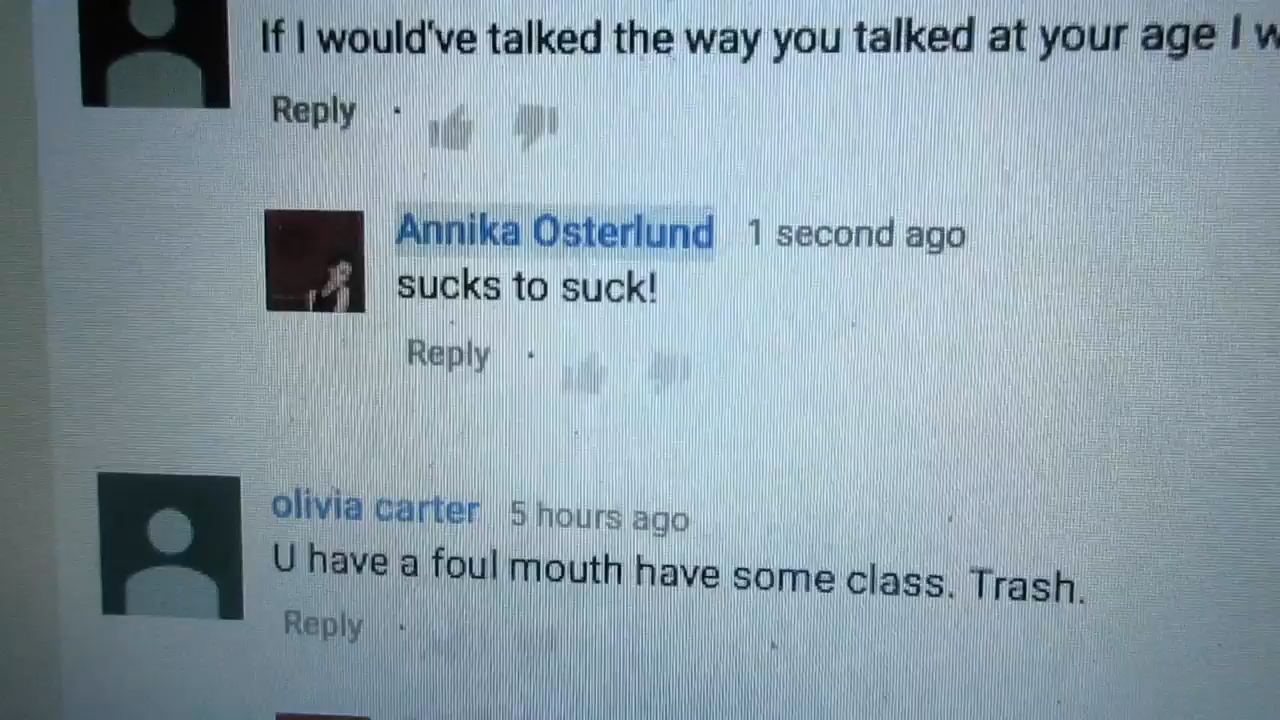 If I would've talked the way you talked at your age I
Reply ·
Annika Osterlund 1 second ago
sucks to suck!
Reply ·
olivia carter 5 hours ago
U have a foul mouth have some class. Trash.
Reply ·